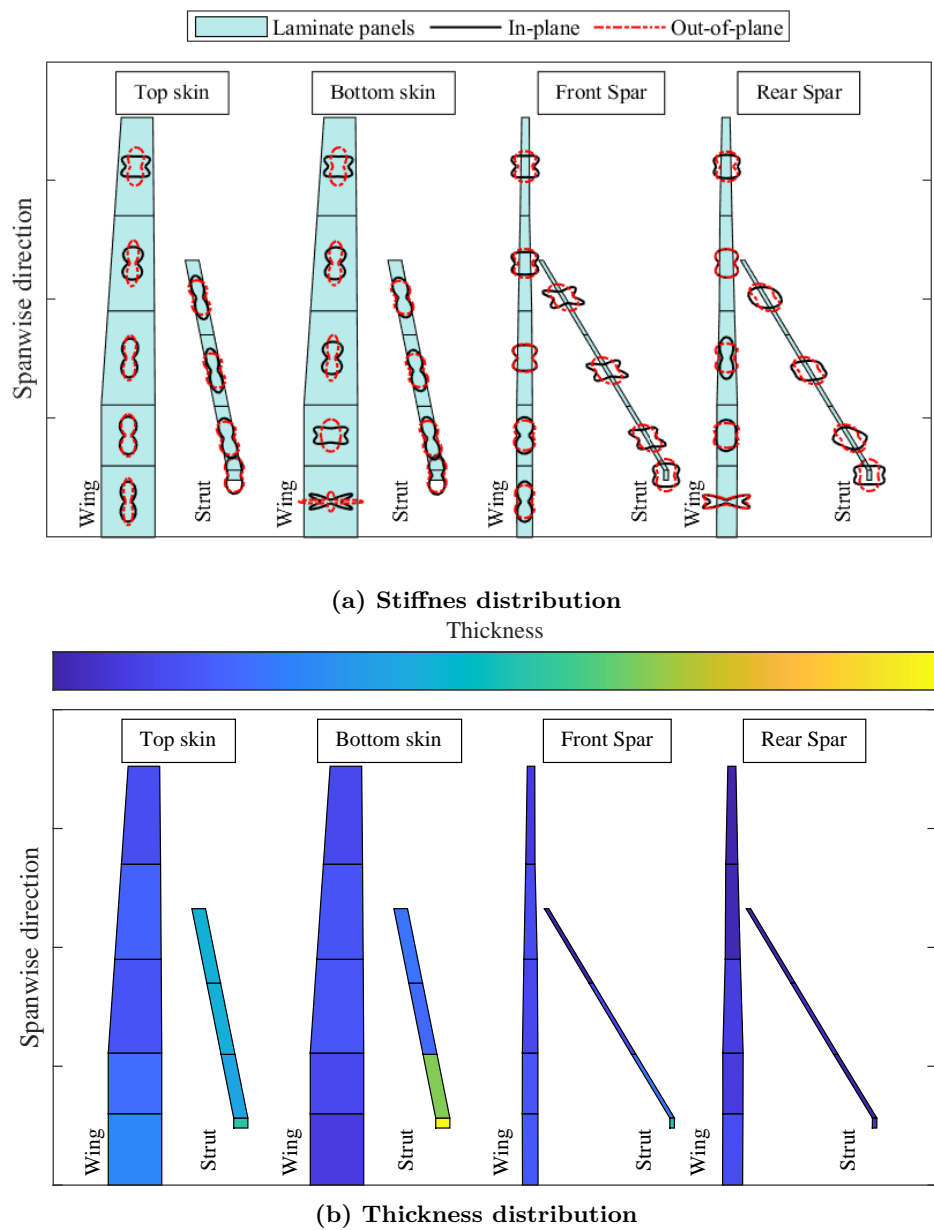 Laminate panels In-plane Out-of-plane
Top skin Bottom skin Front Spar Rear Spar
Spanwise direction
Wing Strut Wing Strut Wing Strut Wing Strut
(a) Stiffnes distribution
Thickness
Top skin Bottom skin Front Spar Rear Spar
Spanwise direction
Wing Strut Wing Strut Wing Strut Wing Strut
(b) Thickness distribution